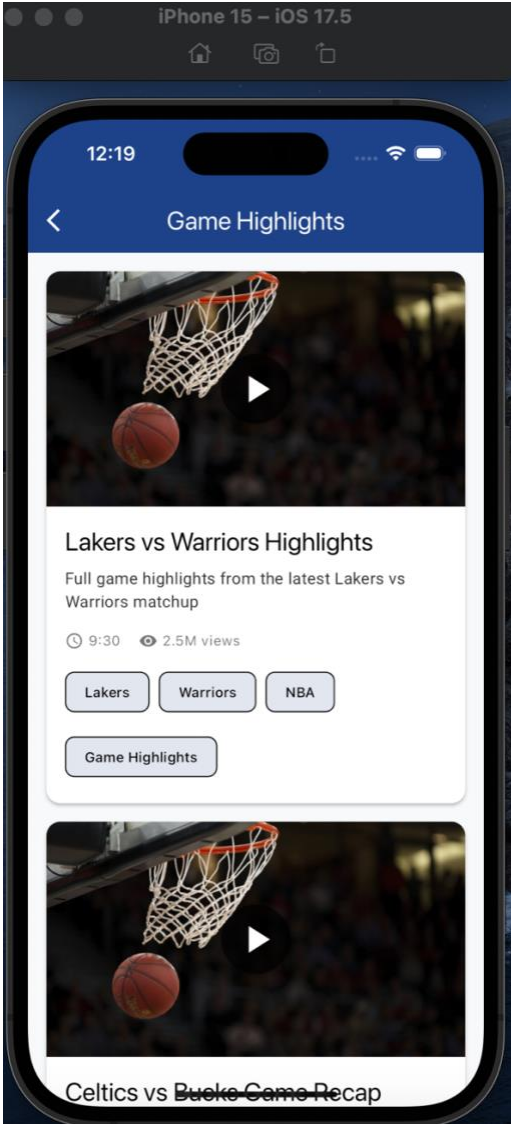 iPhone 15 – iOS 17.5
12:19
Game Highlights
Lakers vs Warriors Highlights
Full game highlights from the latest Lakers vs
Warriors matchup
9:30 2.5M views
Lakers Warriors NBA
Game Highlights
Celtics vs Bucks Game Recap